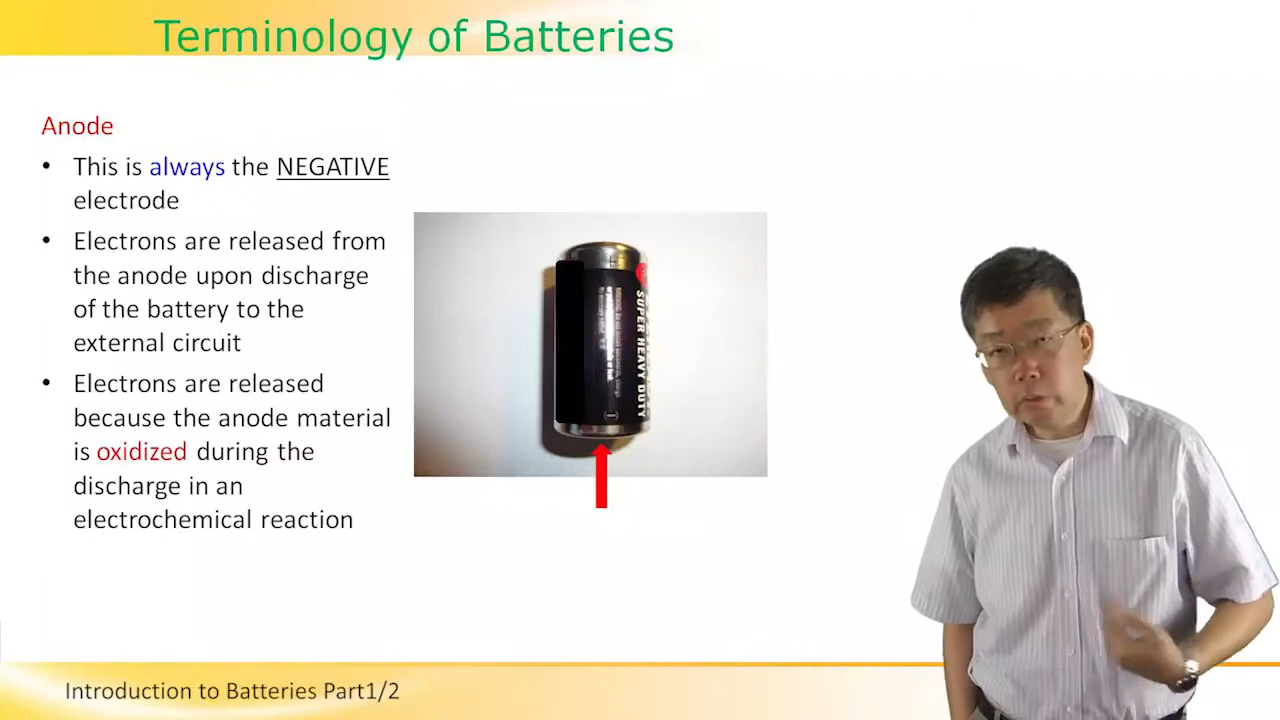 Terminology of Batteries
Anode
• This is always the NEGATIVE
electrode
• Electrons are released from
the anode upon discharge
of the battery to the
external circuit
• Electrons are released
because the anode material
is oxidized during the
discharge in an
electrochemical reaction
+
SUPER HEAVY DUTY
(-)
Introduction to Batteries Part1/2